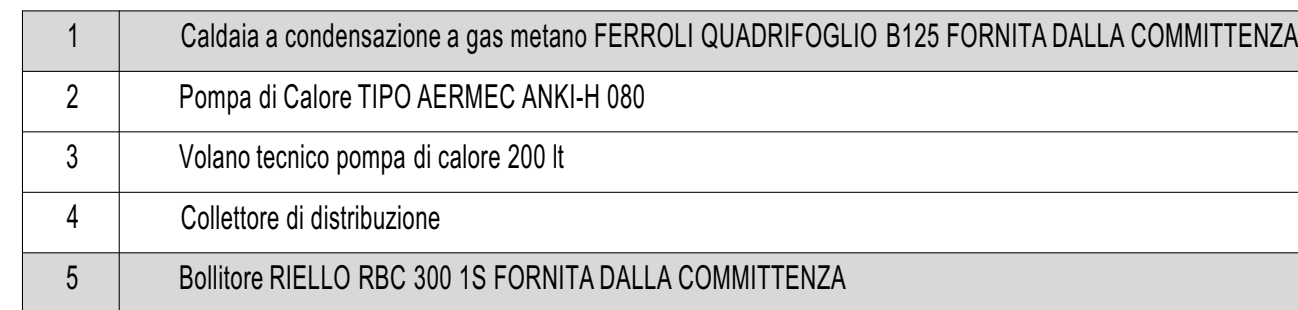 1 Caldaia a condensazione a gas metano FERROLI QUADRIFOGLIO B125 FORNITA DALLA COMMITTENZA
2 Pompa di Calore TIPO AERMEC ANKI-H 080
3 Volano tecnico pompa di calore 200 lt
4 Collettore di distribuzione
5 Bollitore RIELLO RBC 300 1S FORNITA DALLA COMMITTENZA